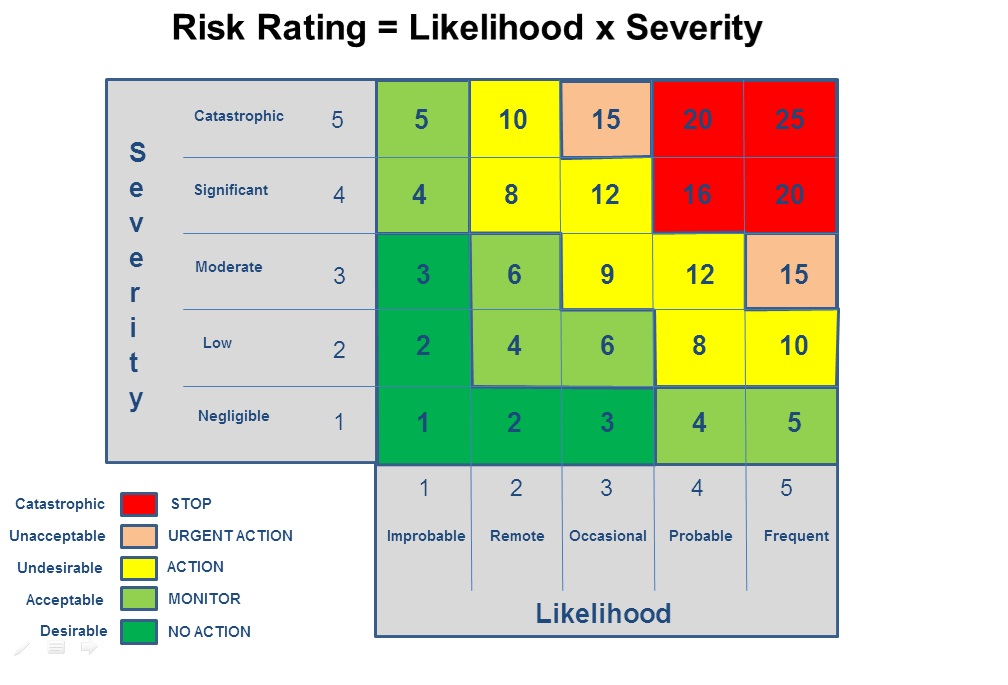 Risk Rating = Likelihood x Severity
Severity
Catastrophic 5 5 10 15 20 25
Significant 4 4 8 12 16 20
Moderate 3 3 6 9 12 15
Low 2 2 4 6 8 10
Negligible 1 1 2 3 4 5
1 2 3 4 5
Improbable Remote Occasional Probable Frequent
Likelihood
Catastrophic STOP
Unacceptable URGENT ACTION
Undesirable ACTION
Acceptable MONITOR
Desirable NO ACTION